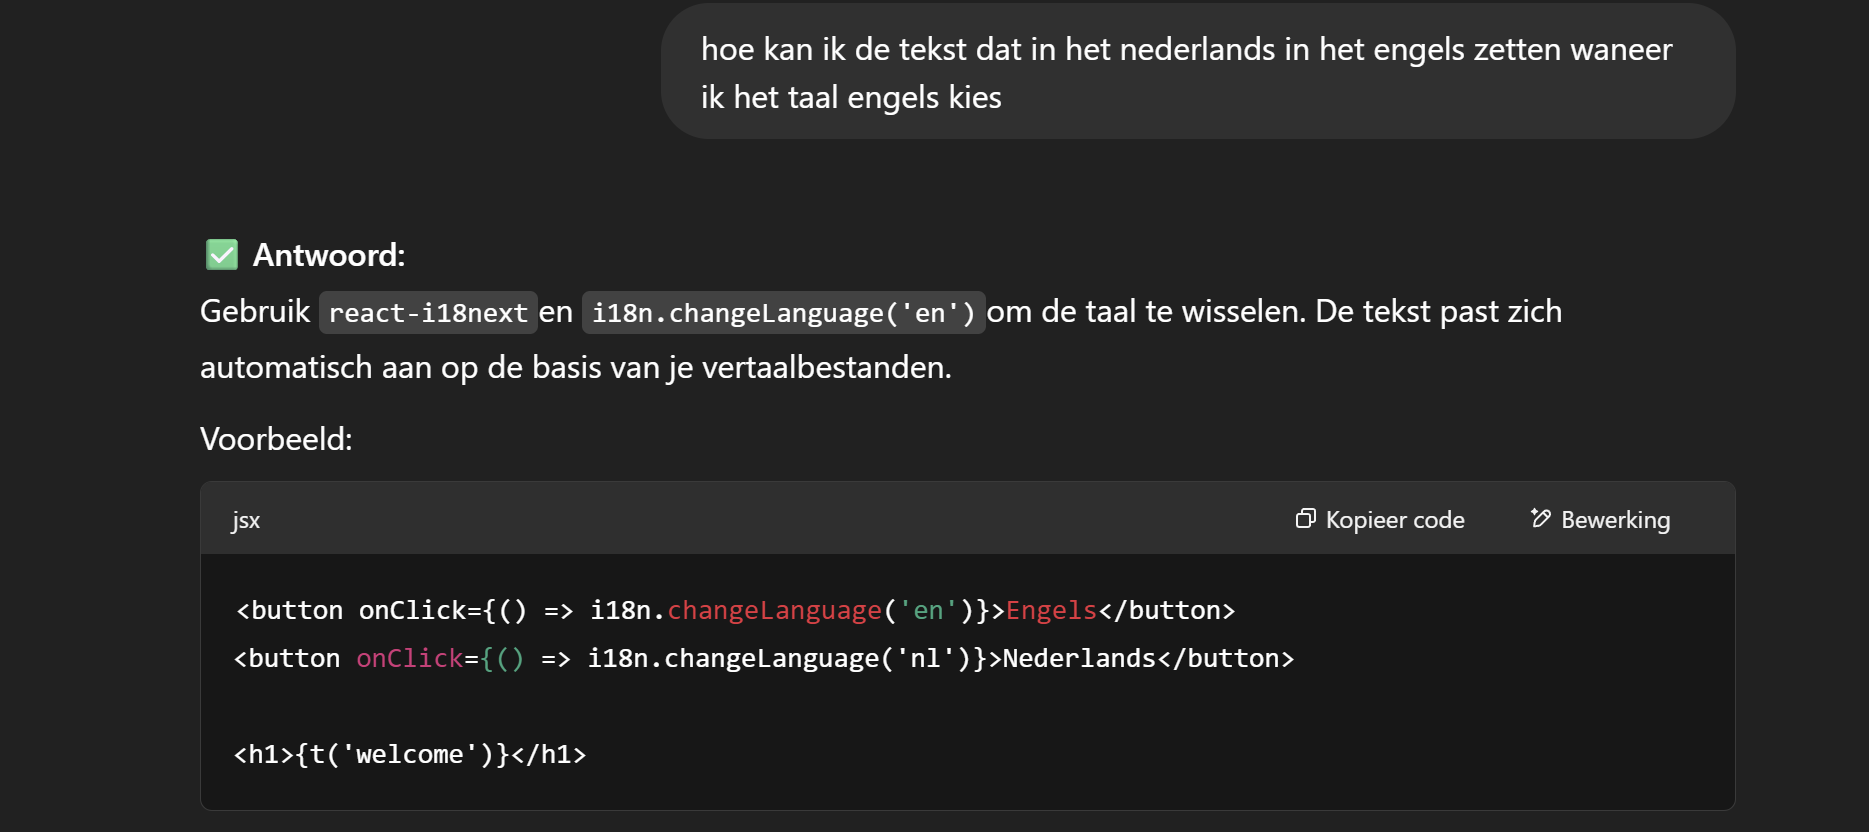 hoe kan ik de tekst dat in het nederlands in het engels zetten waneer
ik het taal engels kies
✅ Antwoord:
Gebruik react-i18next en i18n.changeLanguage('en') om de taal te wisselen. De tekst past zich
automatisch aan op de basis van je vertaalbestanden.
Voorbeeld:
jsx Kopieer code Bewerking
<button onClick={() => i18n.changeLanguage('en')}>Engels</button>
<button onClick={() => i18n.changeLanguage('nl')}>Nederlands</button>
<h1>{t('welcome')}</h1>